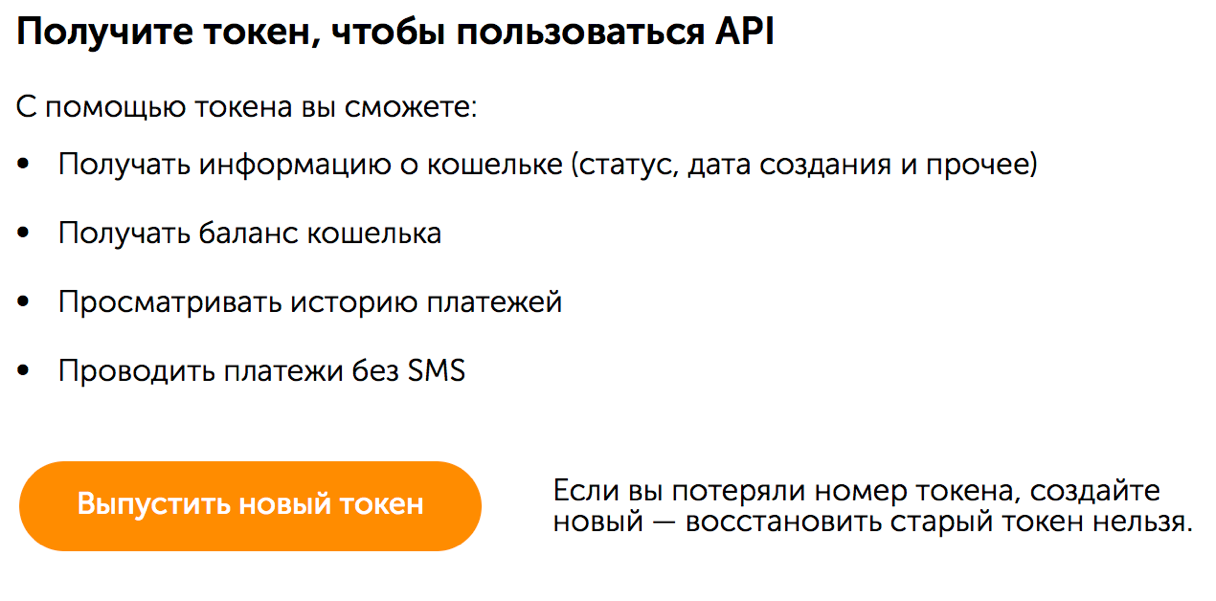 Получите токен, чтобы пользоваться API
С помощью токена вы сможете:
• Получать информацию о кошельке (статус, дата создания и прочее)
• Получать баланс кошелька
• Просматривать историю платежей
• Проводить платежи без SMS
Выпустить новый токен
Если вы потеряли номер токена, создайте
новый — восстановить старый токен нельзя.